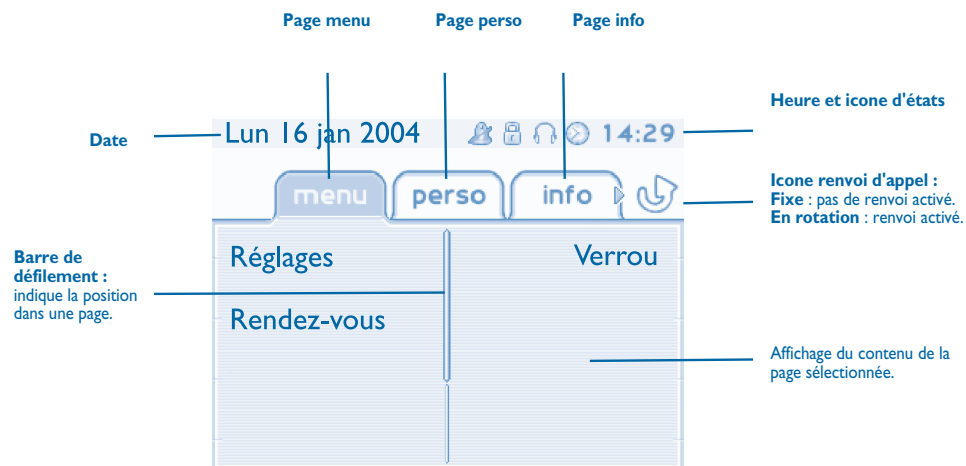 Page menu
Page perso
Page info
Heure et icone d'états
Date
Lun 16 jan 2004
14:29
menu
perso
info
Icone renvoi d'appel :
Fixe : pas de renvoi activé.
En rotation : renvoi activé.
Barre de
défilement :
indique la position
dans une page.
Réglages
Verrou
Rendez-vous
Affichage du contenu de la
page sélectionnée.